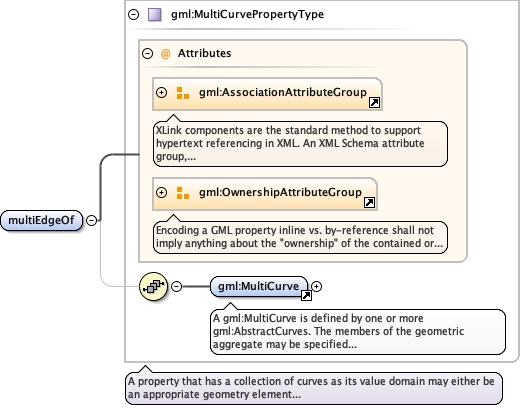 gml:MultiCurvePropertyType
@ Attributes
gml:AssociationAttributeGroup
XLink components are the standard method to support
hypertext referencing in XML. An XML Schema attribute
group,...
gml:OwnershipAttributeGroup
Encoding a GML property inline vs. by-reference shall not
imply anything about the "ownership" of the contained or...
multiEdgeOf
gml:MultiCurve
A gml:MultiCurve is defined by one or more
gml:AbstractCurves. The members of the geometric
aggregate may be specified...
A property that has a collection of curves as its value domain may either be
an appropriate geometry element...